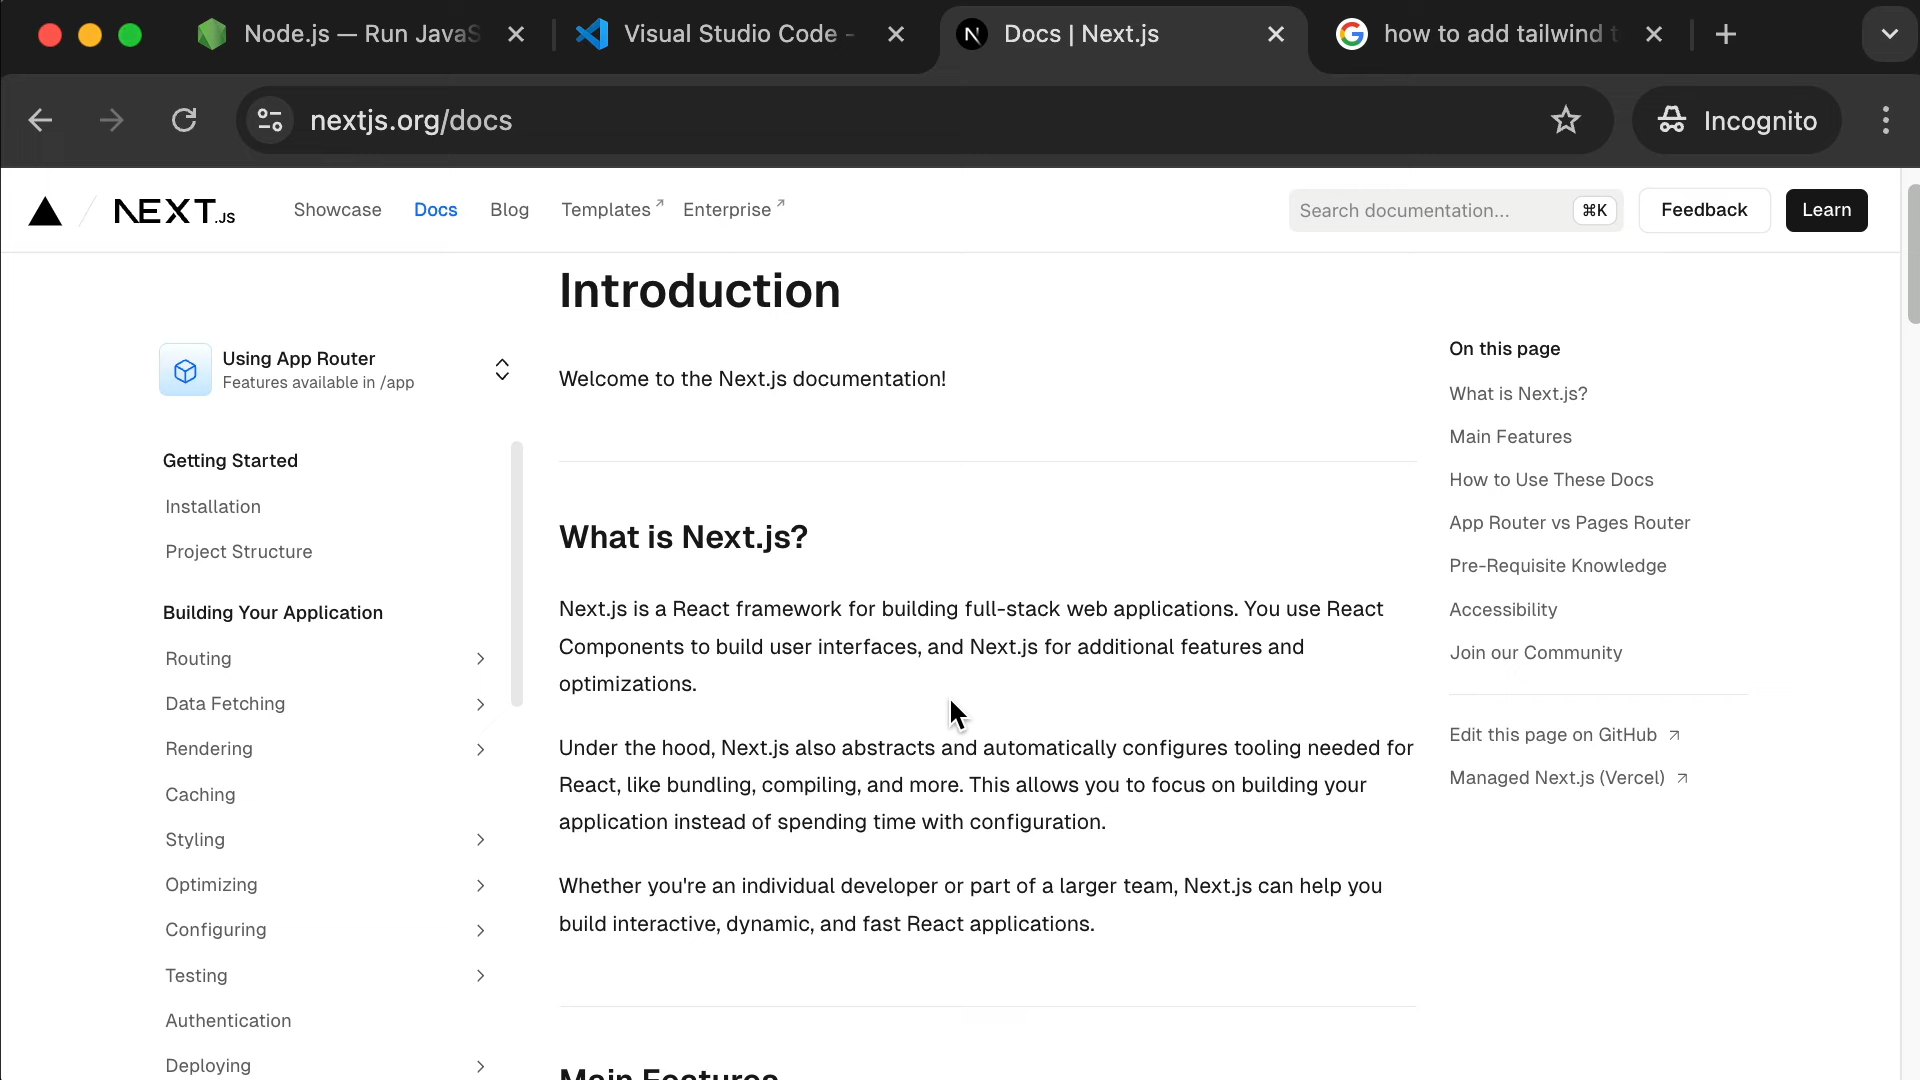 Node.js — Run JavaS
Visual Studio Code -
Docs | Next.js
how to add tailwind t
nextjs.org/docs
Incognito
NEXT.JS
Showcase
Docs
Blog
Templates
Enterprise
Search documentation...
⌘K
Feedback
Learn
Using App Router
Features available in /app
Getting Started
Installation
Project Structure
Building Your Application
Routing
Data Fetching
Rendering
Caching
Styling
Optimizing
Configuring
Testing
Authentication
Deploying
Introduction
Welcome to the Next.js documentation!
What is Next.js?
Next.js is a React framework for building full-stack web applications. You use React
Components to build user interfaces, and Next.js for additional features and
optimizations.
Under the hood, Next.js also abstracts and automatically configures tooling needed for
React, like bundling, compiling, and more. This allows you to focus on building your
application instead of spending time with configuration.
Whether you're an individual developer or part of a larger team, Next.js can help you
build interactive, dynamic, and fast React applications.
Main Features
On this page
What is Next.js?
Main Features
How to Use These Docs
App Router vs Pages Router
Pre-Requisite Knowledge
Accessibility
Join our Community
Edit this page on GitHub
Managed Next.js (Vercel)